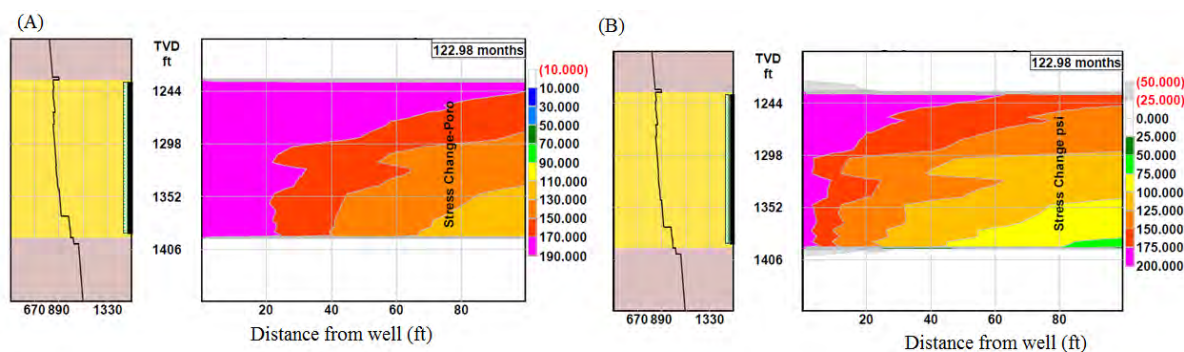 (A)
TVD
ft
1244
1298
1352
1406
670 890 1330
122.98 months
Stress Change-Poro
20 40 60 80
Distance from well (ft)
(10.000)
10.000
30.000
50.000
70.000
90.000
110.000
130.000
150.000
170.000
190.000
(B)
TVD
ft
1244
1298
1352
1406
670 890 1330
122.98 months
Stress Change psi
20 40 60 80
Distance from well (ft)
(50.000)
(25.000)
0.000
25.000
50.000
75.000
100.000
125.000
150.000
175.000
200.000